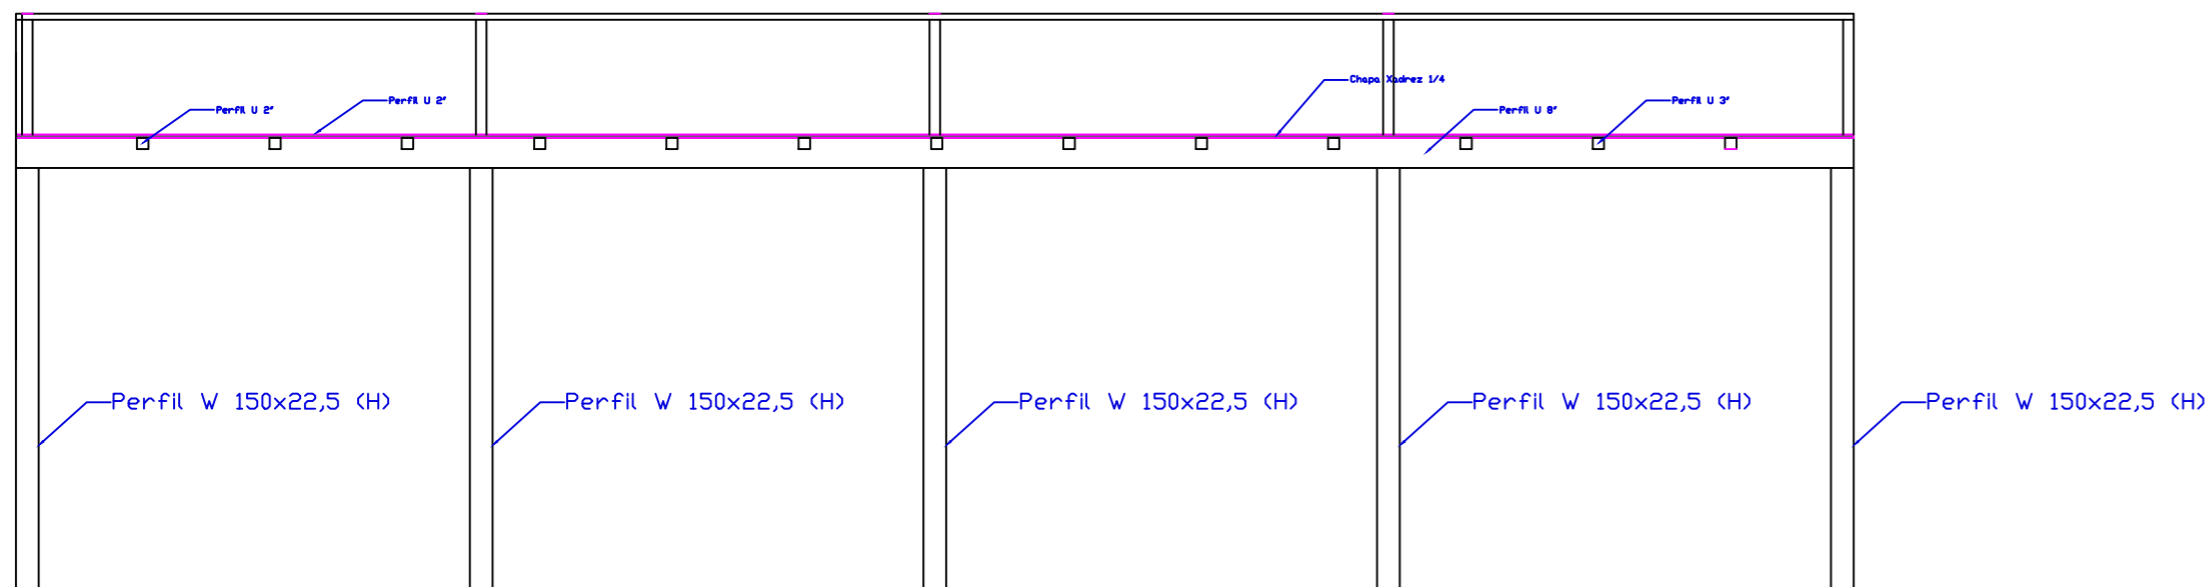 Chapa Xadrez 1/4
Perfil U 2"
Perfil U 2"
Perfil U 8"
Perfil U 3"
Perfil W 150x22,5 (H)
Perfil W 150x22,5 (H)
Perfil W 150x22,5 (H)
Perfil W 150x22,5 (H)
Perfil W 150x22,5 (H)